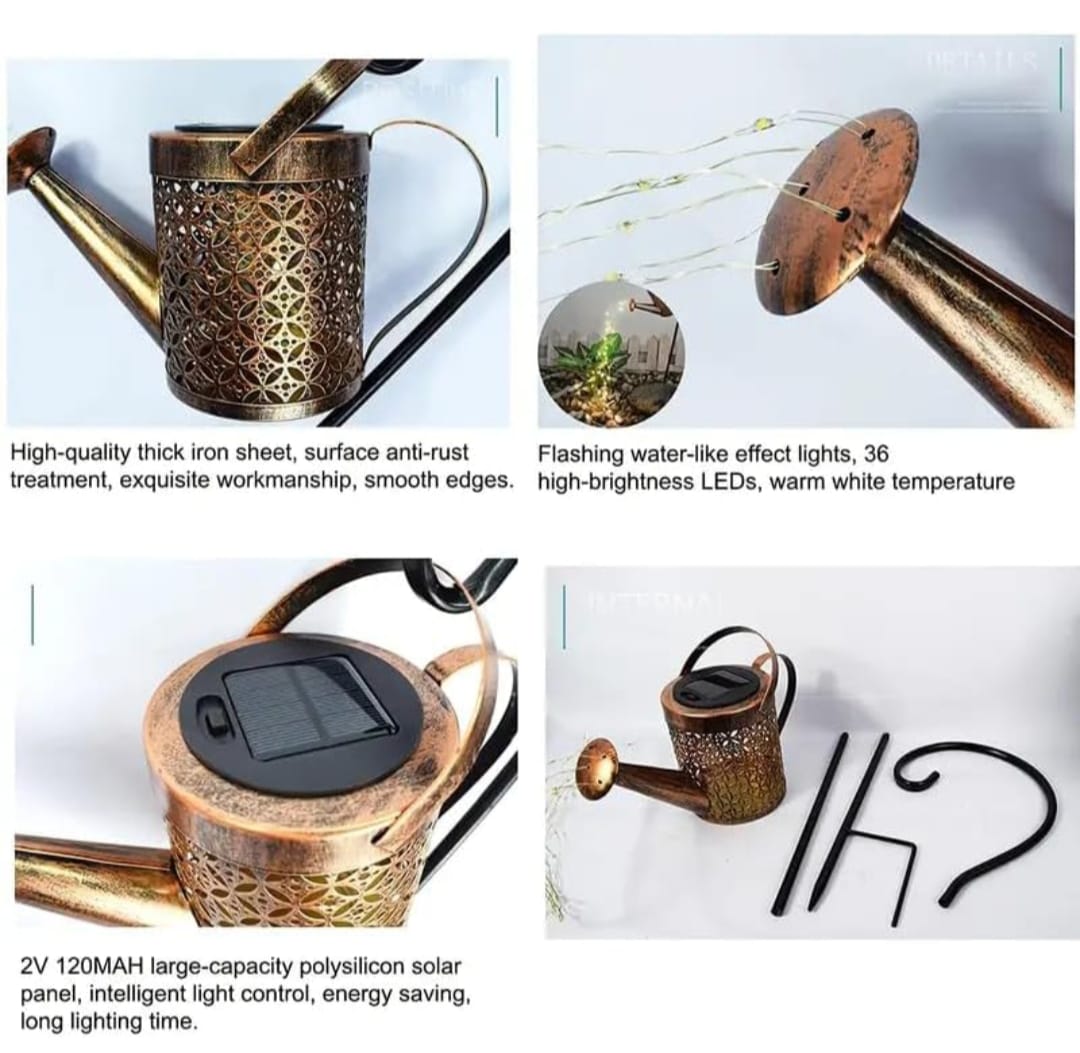 DETAILS
High-quality thick iron sheet, surface anti-rust
treatment, exquisite workmanship, smooth edges.
Flashing water-like effect lights, 36
high-brightness LEDs, warm white temperature
INTERNAL
2V 120MAH large-capacity polysilicon solar
panel, intelligent light control, energy saving,
long lighting time.